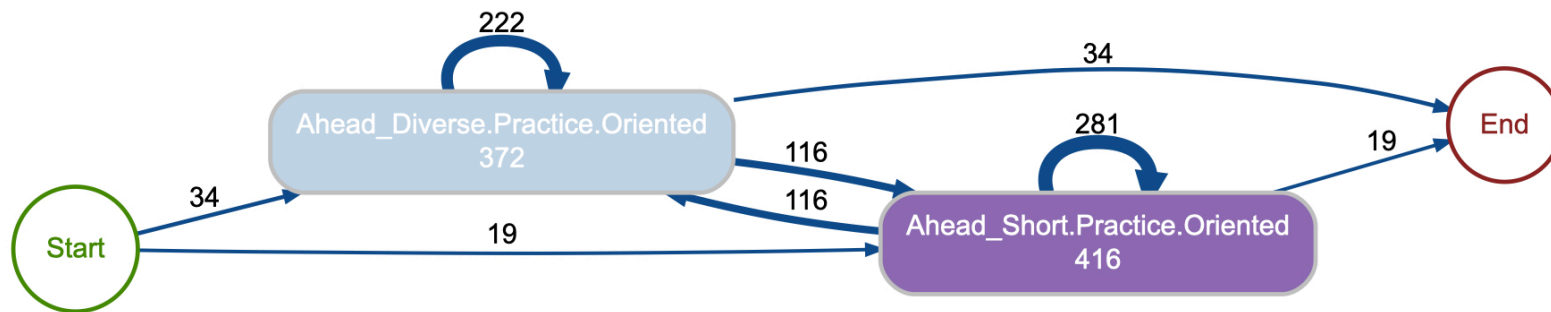 222
34
Ahead_Diverse.Practice.Oriented
372
281
End
19
116
34
116
Ahead_Short.Practice.Oriented
416
Start
19